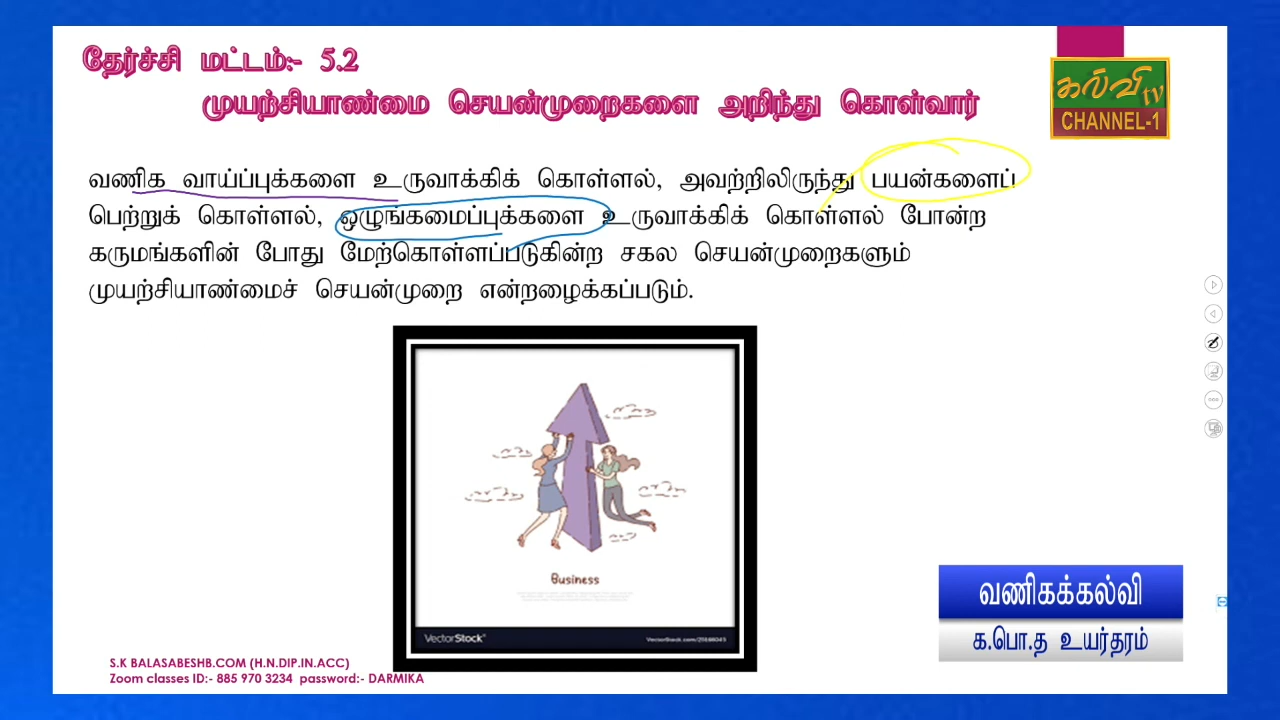 தேர்ச்சி மட்டம்:- 5.2
முயற்சியாண்மை செயன்முறைகளை அறிந்து கொள்வார்
கல்வி tv
CHANNEL-1
வணிக வாய்ப்புக்களை உருவாக்கிக் கொள்ளல், அவற்றிலிருந்து பயன்களைப்
பெற்றுக் கொள்ளல், ஒழுங்கமைப்புக்களை உருவாக்கிக் கொள்ளல் போன்ற
கருமங்களின் போது மேற்கொள்ளப்படுகின்ற சகல செயன்முறைகளும்
முயற்சியாண்மைச் செயன்முறை என்றழைக்கப்படும்.
Business
VectorStock
வணிகக்கல்வி
க.பொ.த உயர்தரம்
S.K BALASABESHB.COM (H.N.DIP.IN.ACC)
Zoom classes ID:- 885 970 3234 password:- DARMIKA